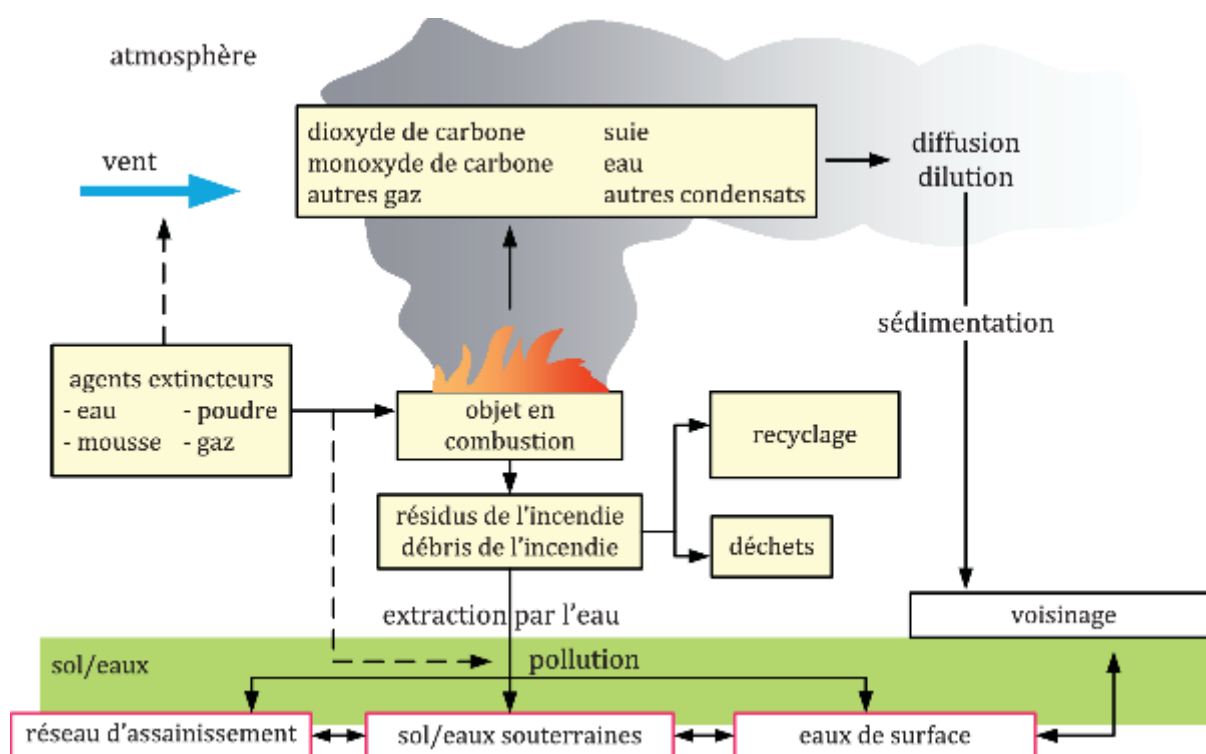 atmosphère
dioxyde de carbone suie
monoxyde de carbone eau
autres gaz autres condensats
vent
diffusion
dilution
sédimentation
agents extincteurs
- eau - poudre
- mousse - gaz
objet en
combustion
recyclage
résidus de l'incendie
débris de l'incendie
déchets
extraction par l'eau
voisinage
sol/eaux
pollution
réseau d'assainissement
sol/eaux souterraines
eaux de surface